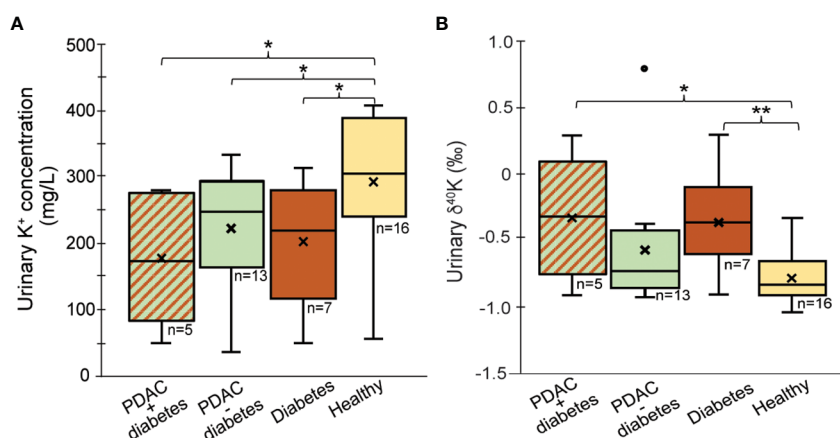 A
Urinary K⁺ concentration
(mg/L)
500
400
300
200
100
0
*
*
*
n=5
n=13
n=7
n=16
PDAC
+
diabetes
PDAC
-
diabetes
Diabetes
Healthy
B
Urinary δ⁴⁰K (‰)
1.0
0.5
0
-0.5
-1.0
-1.5
*
**
n=5
n=13
n=7
n=16
PDAC
+
diabetes
PDAC
-
diabetes
Diabetes
Healthy